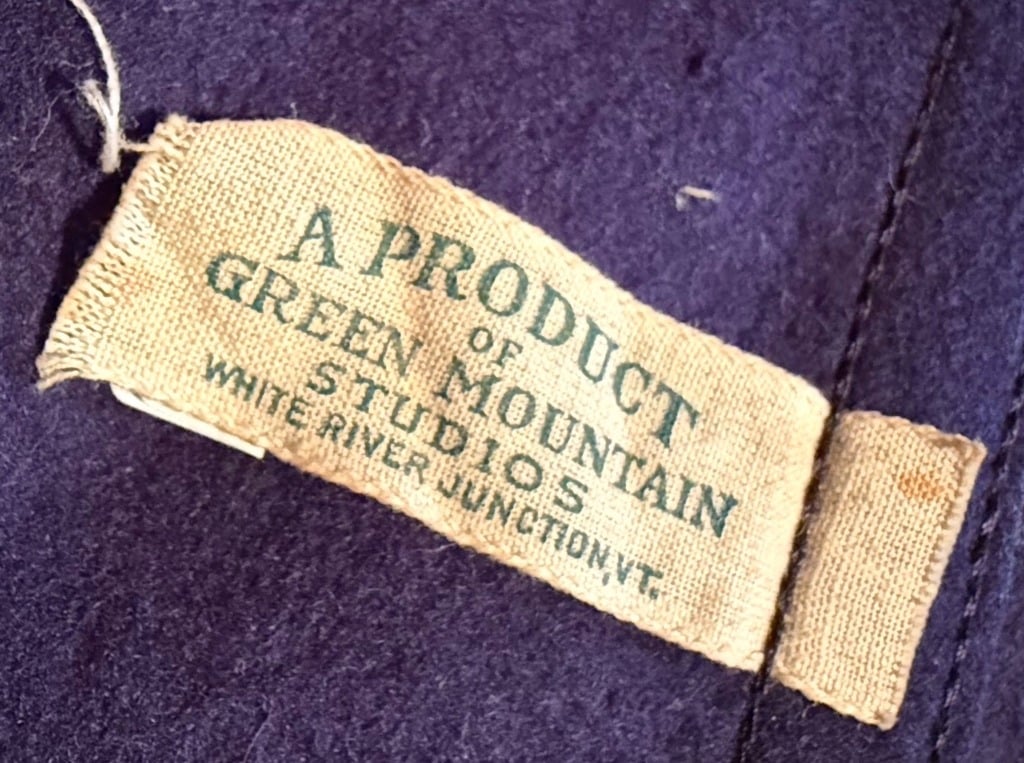 A PRODUCT
OF
GREEN MOUNTAIN
STUDIOS
WHITE RIVER JUNCTION, VT.